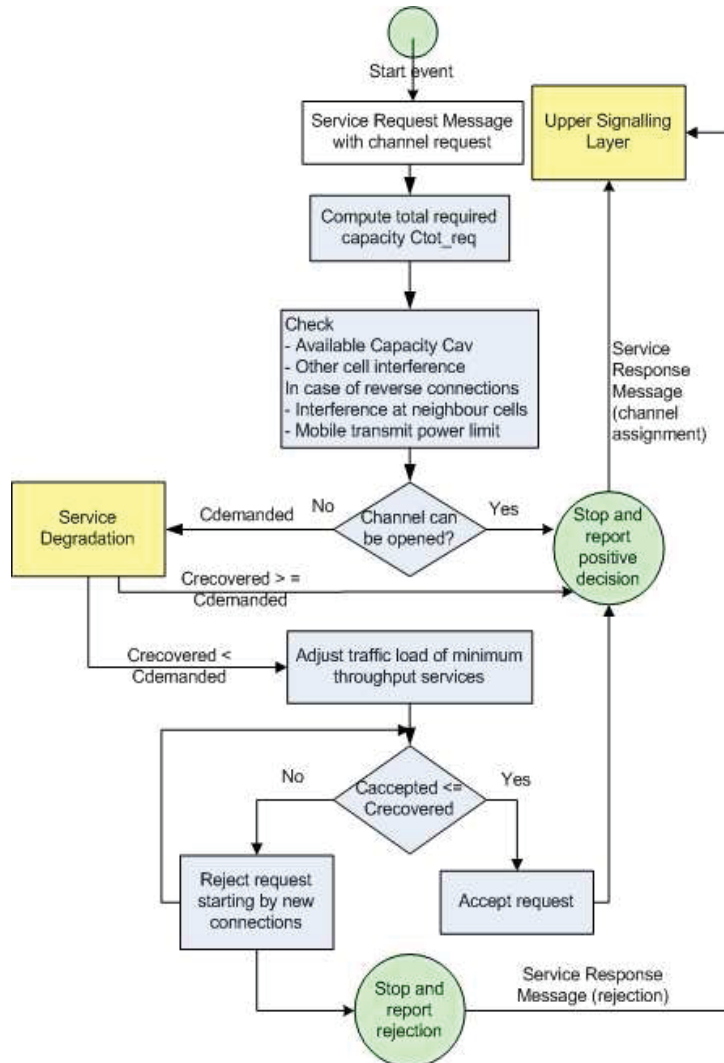 Start event
Service Request Message
with channel request
Upper Signalling
Layer
Compute total required
capacity Ctot_req
Check
- Available Capacity Cav
- Other cell interference
In case of reverse connections
- Interference at neighbour cells
- Mobile transmit power limit
Service
Response
Message
(channel
assignment)
Service
Degradation
Cdemanded
No
Channel can
be opened?
Yes
Stop and
report
positive
decision
Crecovered > =
Cdemanded
Crecovered <
Cdemanded
Adjust traffic load of minimum
throughput services
No
Caccepted <=
Crecovered
Yes
Reject request
starting by new
connections
Accept request
Stop and
report
rejection
Service Response
Message (rejection)